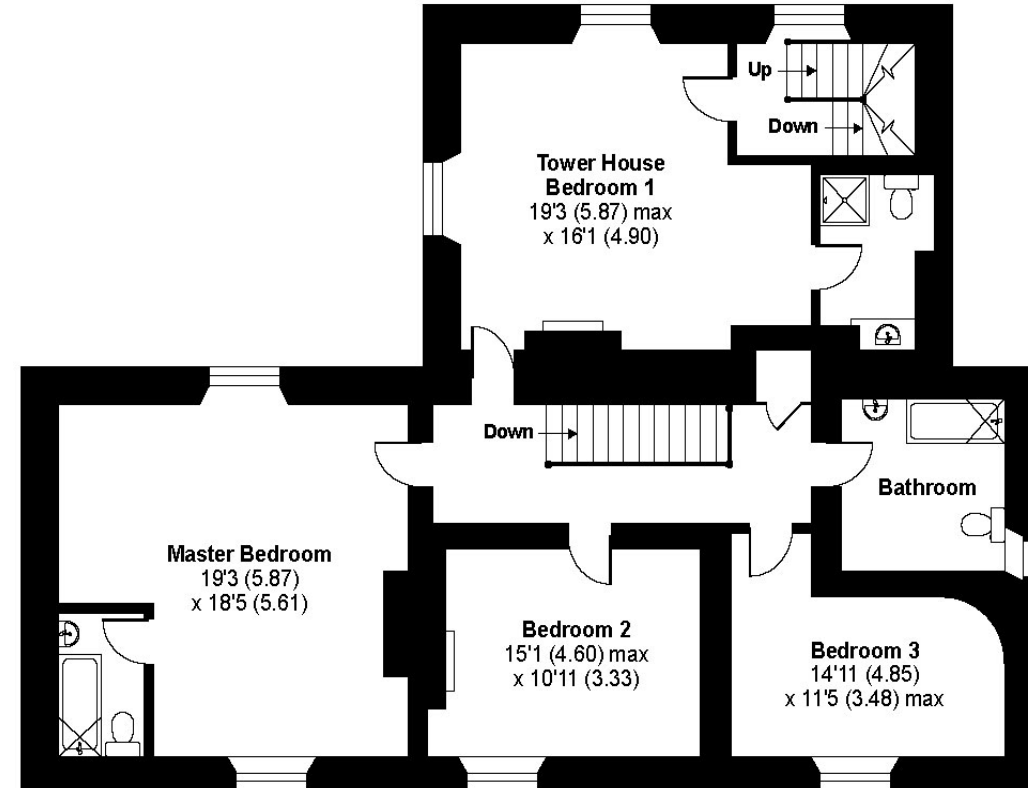 Up
Down
Tower House
Bedroom 1
19'3 (5.87) max
x 16'1 (4.90)
Down
Bathroom
Master Bedroom
19'3 (5.87)
x 18'5 (5.61)
Bedroom 2
15'1 (4.60) max
x 10'11 (3.33)
Bedroom 3
14'11 (4.85)
x 11'5 (3.48) max